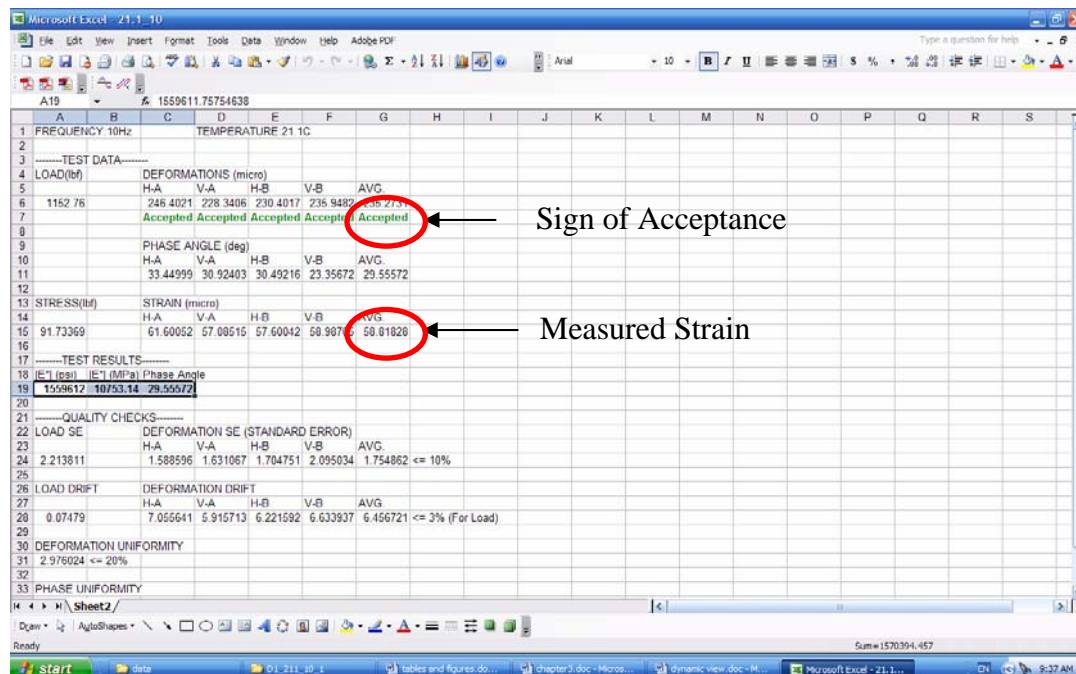 Microsoft Excel - 21.1_10
File Edit View Insert Format Tools Data Window Help Adobe PDF
Type a question for help
Arial 10 B I U $ % ,
A19 fx 1559611.75754638
A B C D E F G H I J K L M N O P Q R S
1 FREQUENCY 10Hz TEMPERATURE 21.1C
2
3 --------TEST DATA--------
4 LOAD(lbf) DEFORMATIONS (micro)
5 H-A V-A H-B V-B AVG.
6 1152.76 246.4021 228.3406 230.4017 235.9482
7 Accepted Accepted Accepted Accepted Accepted
Sign of Acceptance
8
9 PHASE ANGLE (deg)
10 H-A V-A H-B V-B AVG.
11 33.44999 30.92403 30.49216 23.35672 29.55572
12
13 STRESS(lbf) STRAIN (micro)
14 H-A V-A H-B V-B AVG.
15 91.73369 61.60052 57.08515 57.60042 58.81828
Measured Strain
16
17 --------TEST RESULTS--------
18 |E*| (psi) |E*| (MPa) Phase Angle
19 1559612 10753.14 29.55572
20
21 --------QUALITY CHECKS--------
22 LOAD SE DEFORMATION SE (STANDARD ERROR)
23 H-A V-A H-B V-B AVG.
24 2.213811 1.588596 1.631067 1.704751 2.095034 1.754862 <= 10%
25
26 LOAD DRIFT DEFORMATION DRIFT
27 H-A V-A H-B V-B AVG.
28 0.07479 7.055641 5.915713 6.221592 6.633937 6.456721 <= 3% (For Load)
29
30 DEFORMATION UNIFORMITY
31 2.976024 <= 20%
32
33 PHASE UNIFORMITY
Sheet2
Draw AutoShapes
Ready Sum=1570394.457
start data D1_211_10_1 tables and figures.do... chapter3.doc - Micros... dynamic view.doc - M... Microsoft Excel - 21.1... EN 9:37 AM